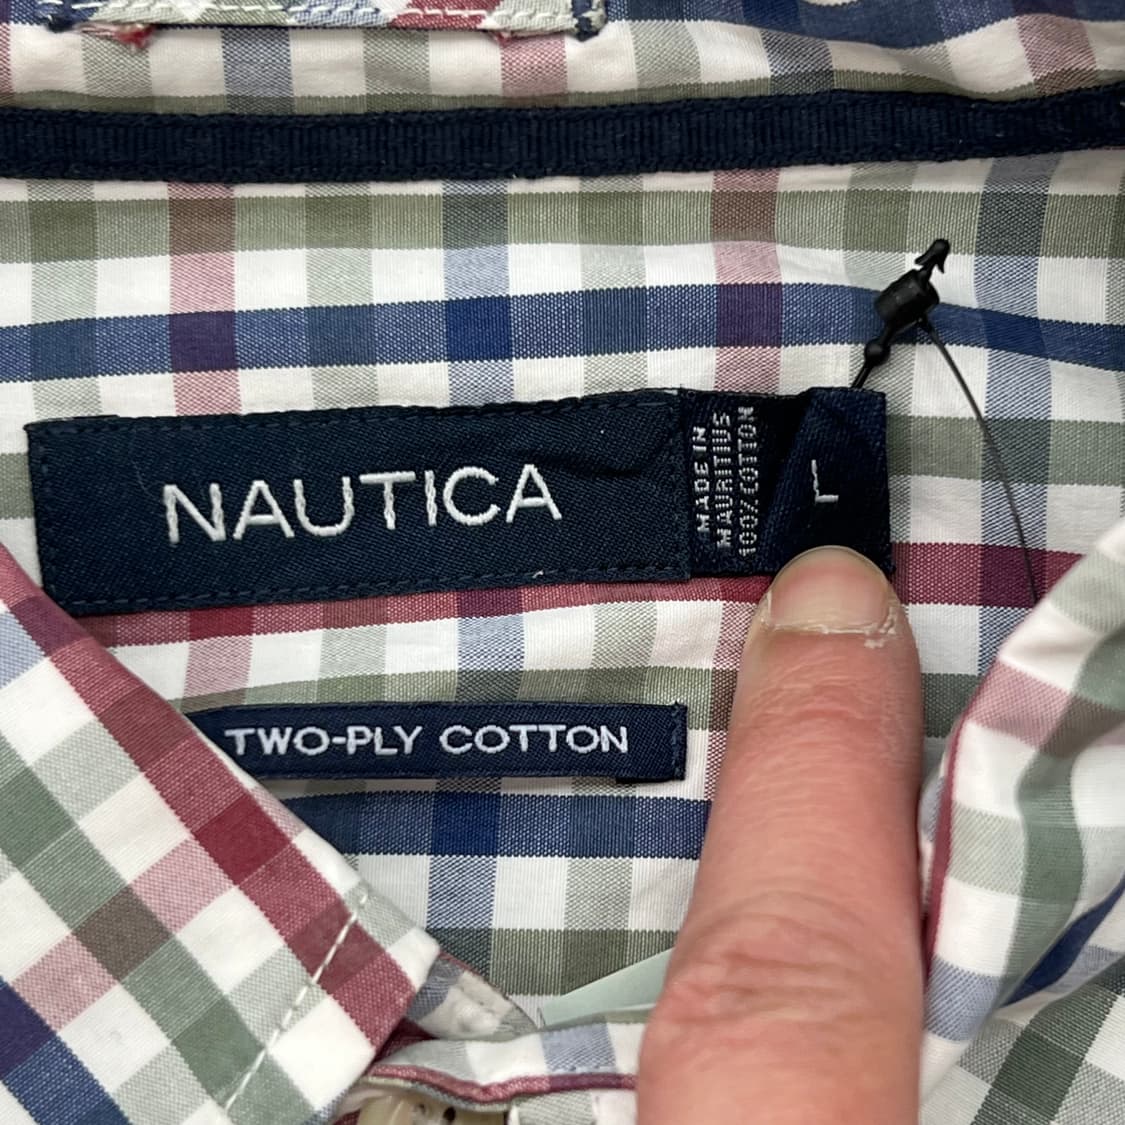 NAUTICA
MADE IN
MAURITIUS
100% COTTON
L
TWO-PLY COTTON